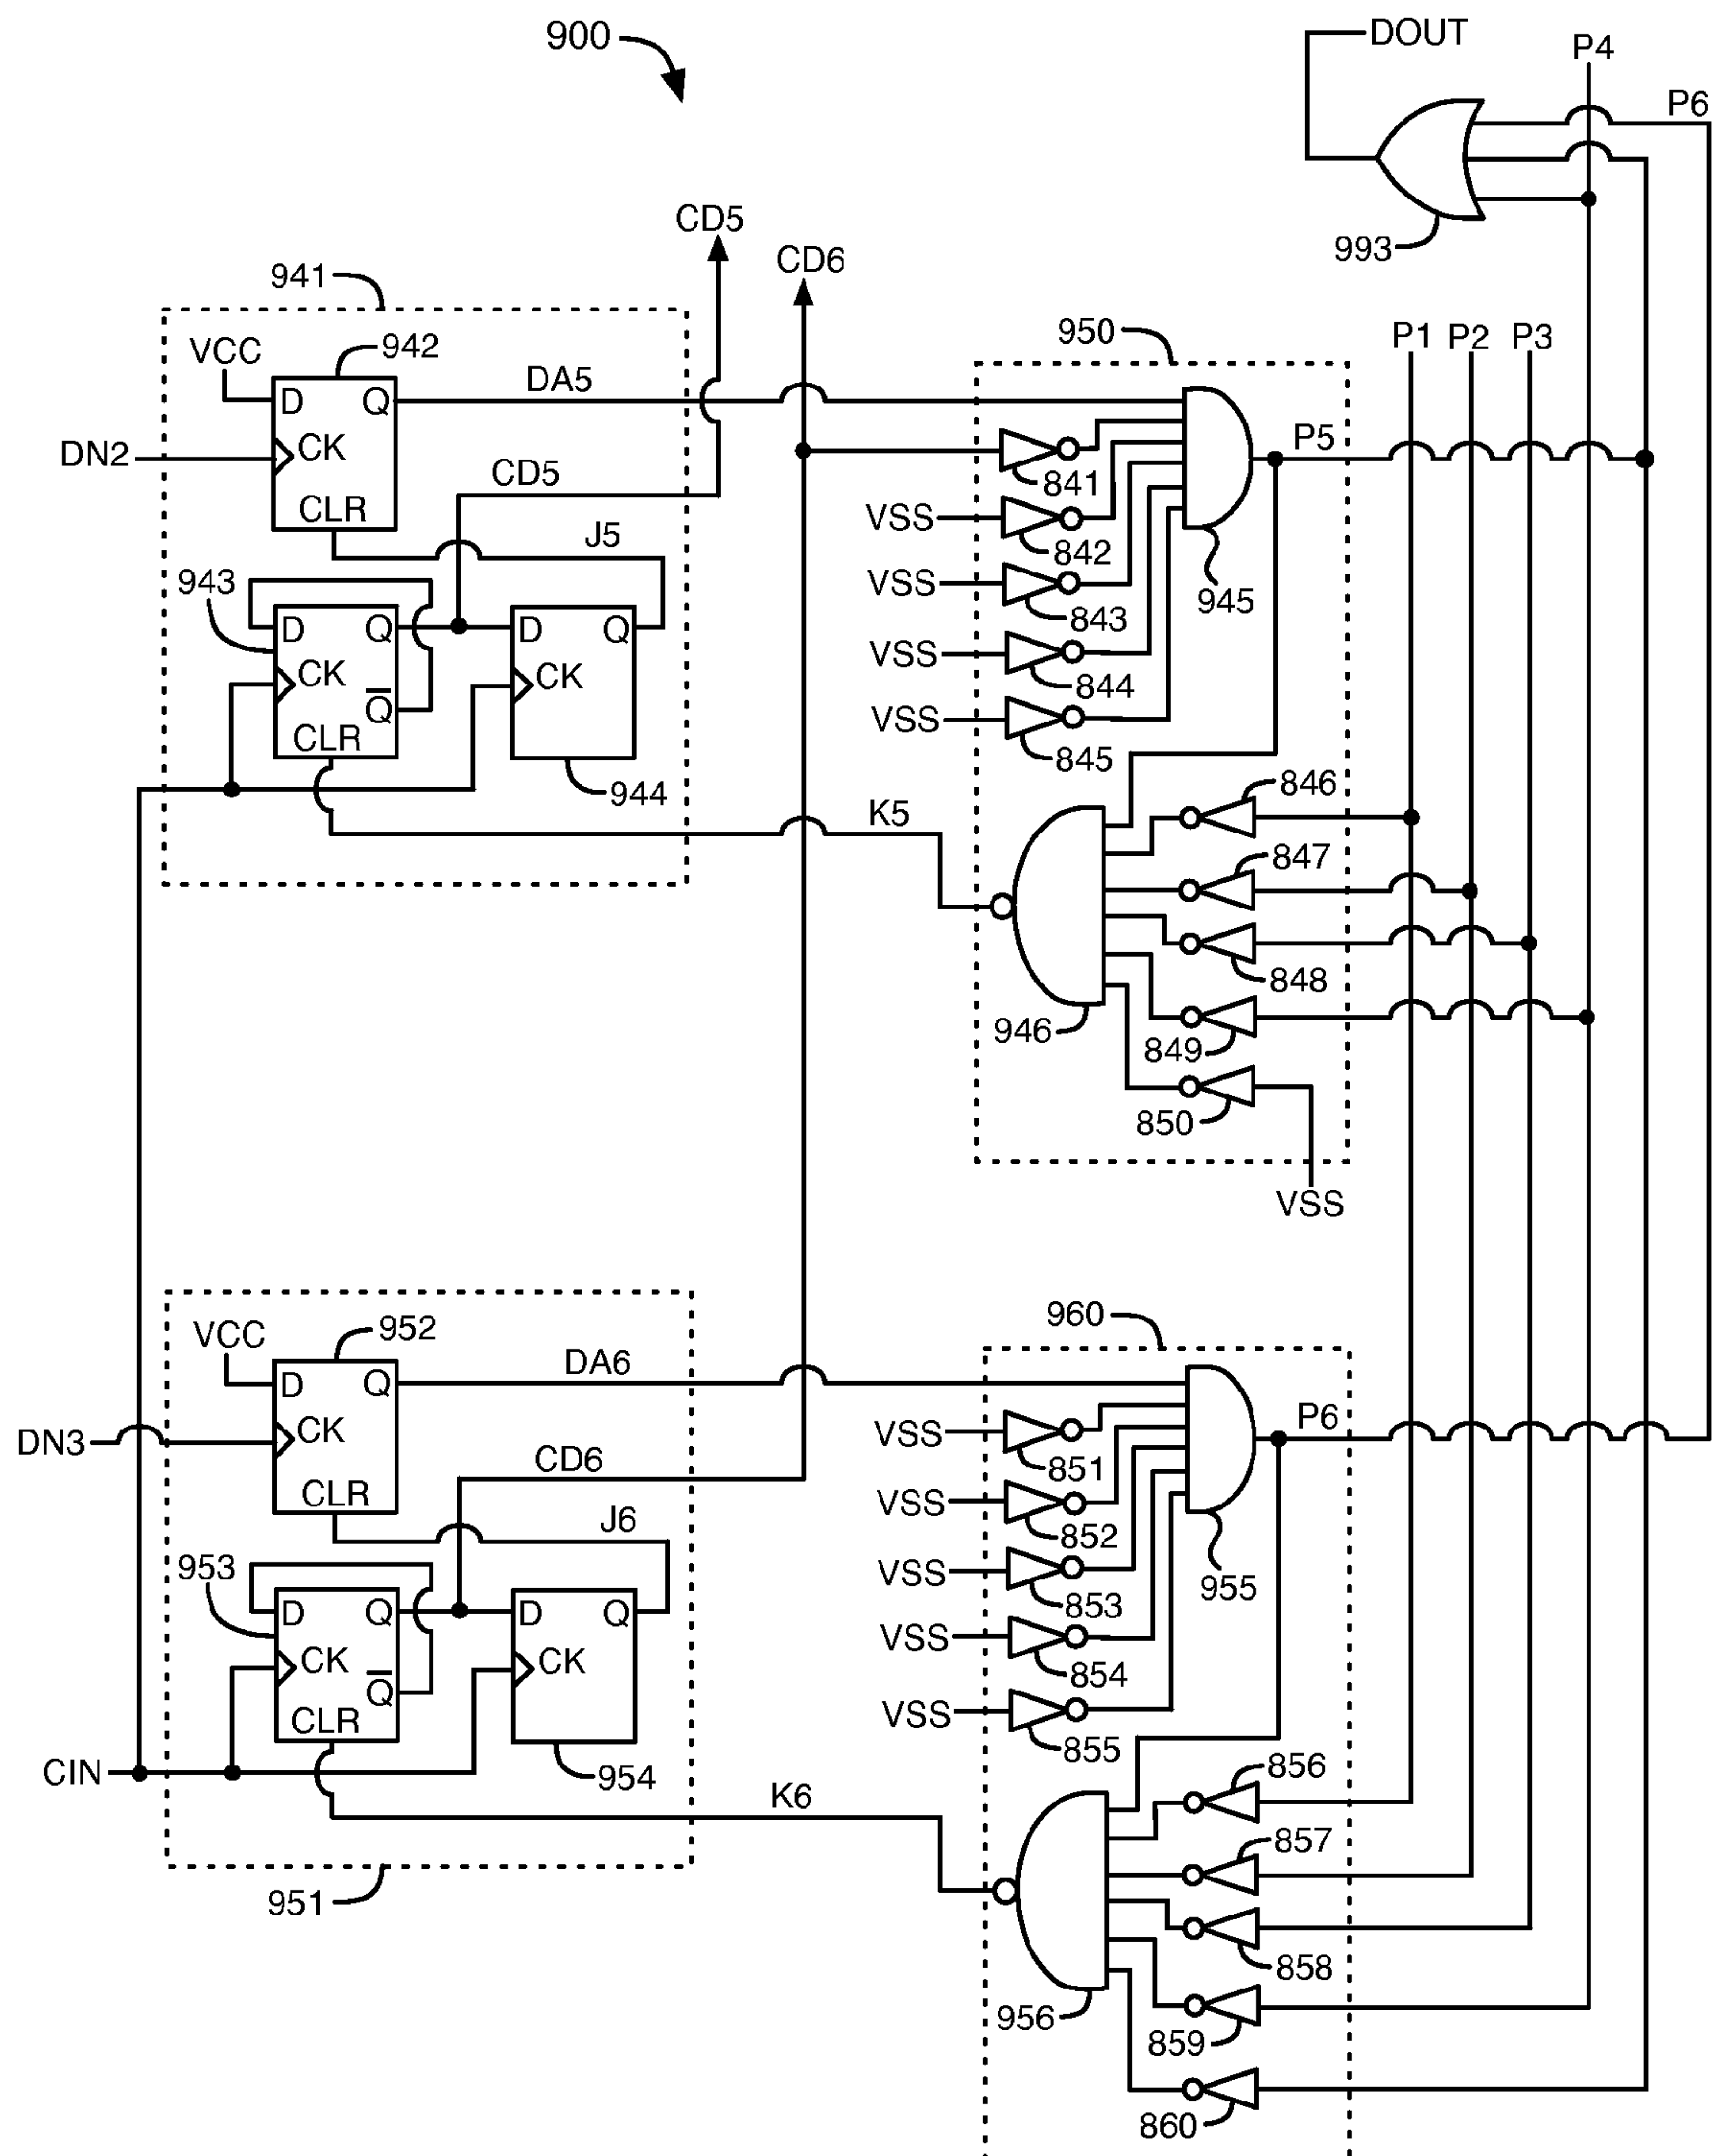 900
DOUT
P4
P6
993
CD5
CD6
941
950
P1 P2 P3
VCC
942
D Q
DA5
DN2
CK
CLR
841
P5
CD5
VSS
842
945
J5
943
VSS
843
D Q
D Q
CK
CK
VSS
844
Q
CLR
VSS
845
944
846
K5
847
848
946
849
850
VSS
960
VCC
952
D Q
DA6
DN3
CK
CLR
VSS
851
P6
CD6
VSS
852
J6
955
953
VSS
853
D Q
D Q
CK
CK
VSS
854
Q
CLR
VSS
855
CIN
954
856
K6
857
951
858
956
859
860